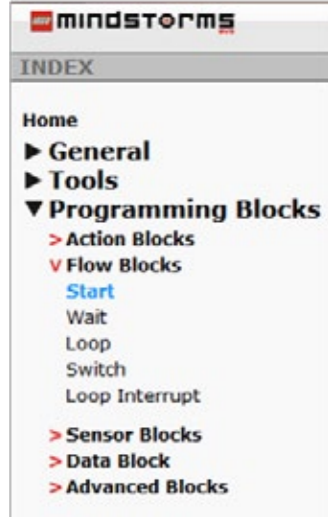 mindstorms
INDEX
Home
General
Tools
Programming Blocks
> Action Blocks
v Flow Blocks
Start
Wait
Loop
Switch
Loop Interrupt
> Sensor Blocks
> Data Block
> Advanced Blocks